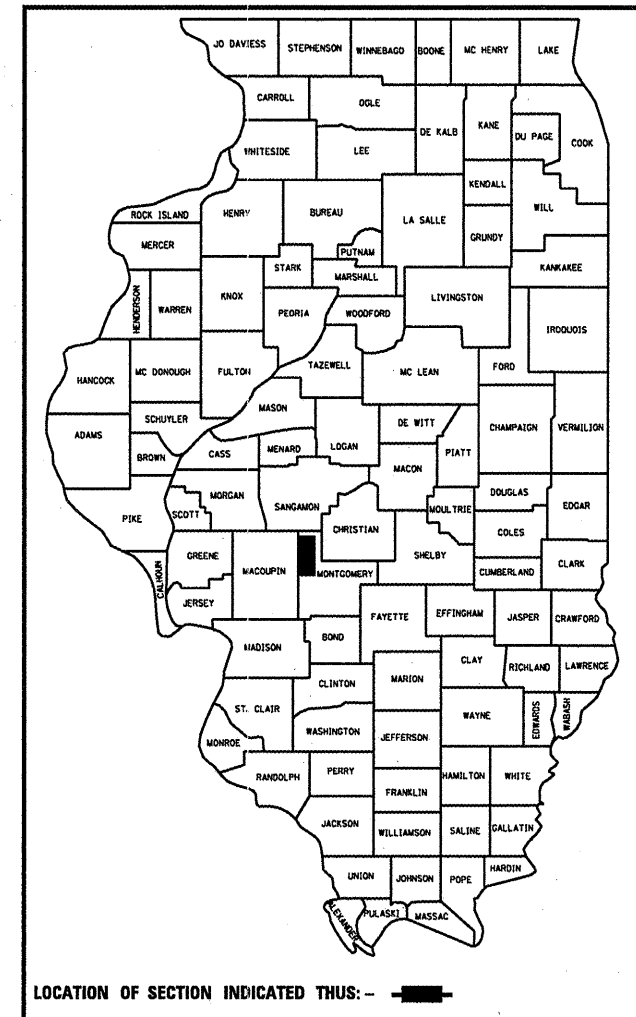 JO DAVIESS STEPHENSON WINNEBAGO BOONE MC HENRY LAKE
CARROLL OGLE DE KALB KANE DU PAGE COOK
WHITESIDE LEE KENDALL WILL
ROCK ISLAND HENRY BUREAU LA SALLE GRUNDY
MERCER PUTNAM KANKAKEE
STARK MARSHALL
HENDERSON WARREN KNOX PEORIA WOODFORD LIVINGSTON IROQUOIS
HANCOCK MC DONOUGH FULTON TAZEWELL MC LEAN FORD
MASON
SCHUYLER DE WITT CHAMPAIGN VERMILION
ADAMS BROWN CASS MENARD LOGAN PIATT
MACON
MORGAN SANGAMON DOUGLAS EDGAR
PIKE SCOTT CHRISTIAN MOULTRIE COLES
GREENE SHELBY
CALHOUN MACOUPIN MONTGOMERY CUMBERLAND CLARK
JERSEY
FAYETTE EFFINGHAM JASPER CRAWFORD
MADISON BOND
CLAY RICHLAND LAWRENCE
CLINTON MARION
ST. CLAIR WAYNE EDWARDS WABASH
WASHINGTON JEFFERSON
MONROE
RANDOLPH PERRY HAMILTON WHITE
FRANKLIN
JACKSON WILLIAMSON SALINE GALLATIN
UNION JOHNSON POPE HARDIN
ALEXANDER PULASKI MASSAC
LOCATION OF SECTION INDICATED THUS: -